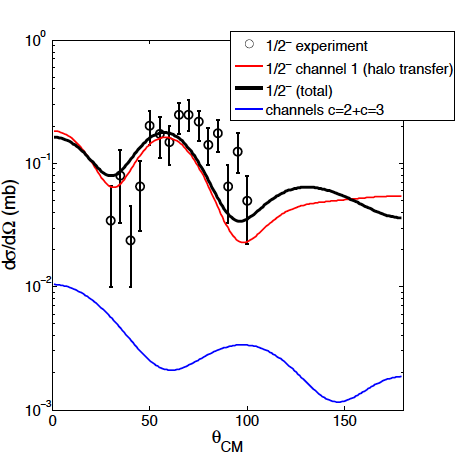 1/2⁻ experiment
1/2⁻ channel 1 (halo transfer)
1/2⁻ (total)
channels c=2+c=3
dσ/dΩ (mb)
10⁰
10⁻¹
10⁻²
10⁻³
0 50 100 150
θCM